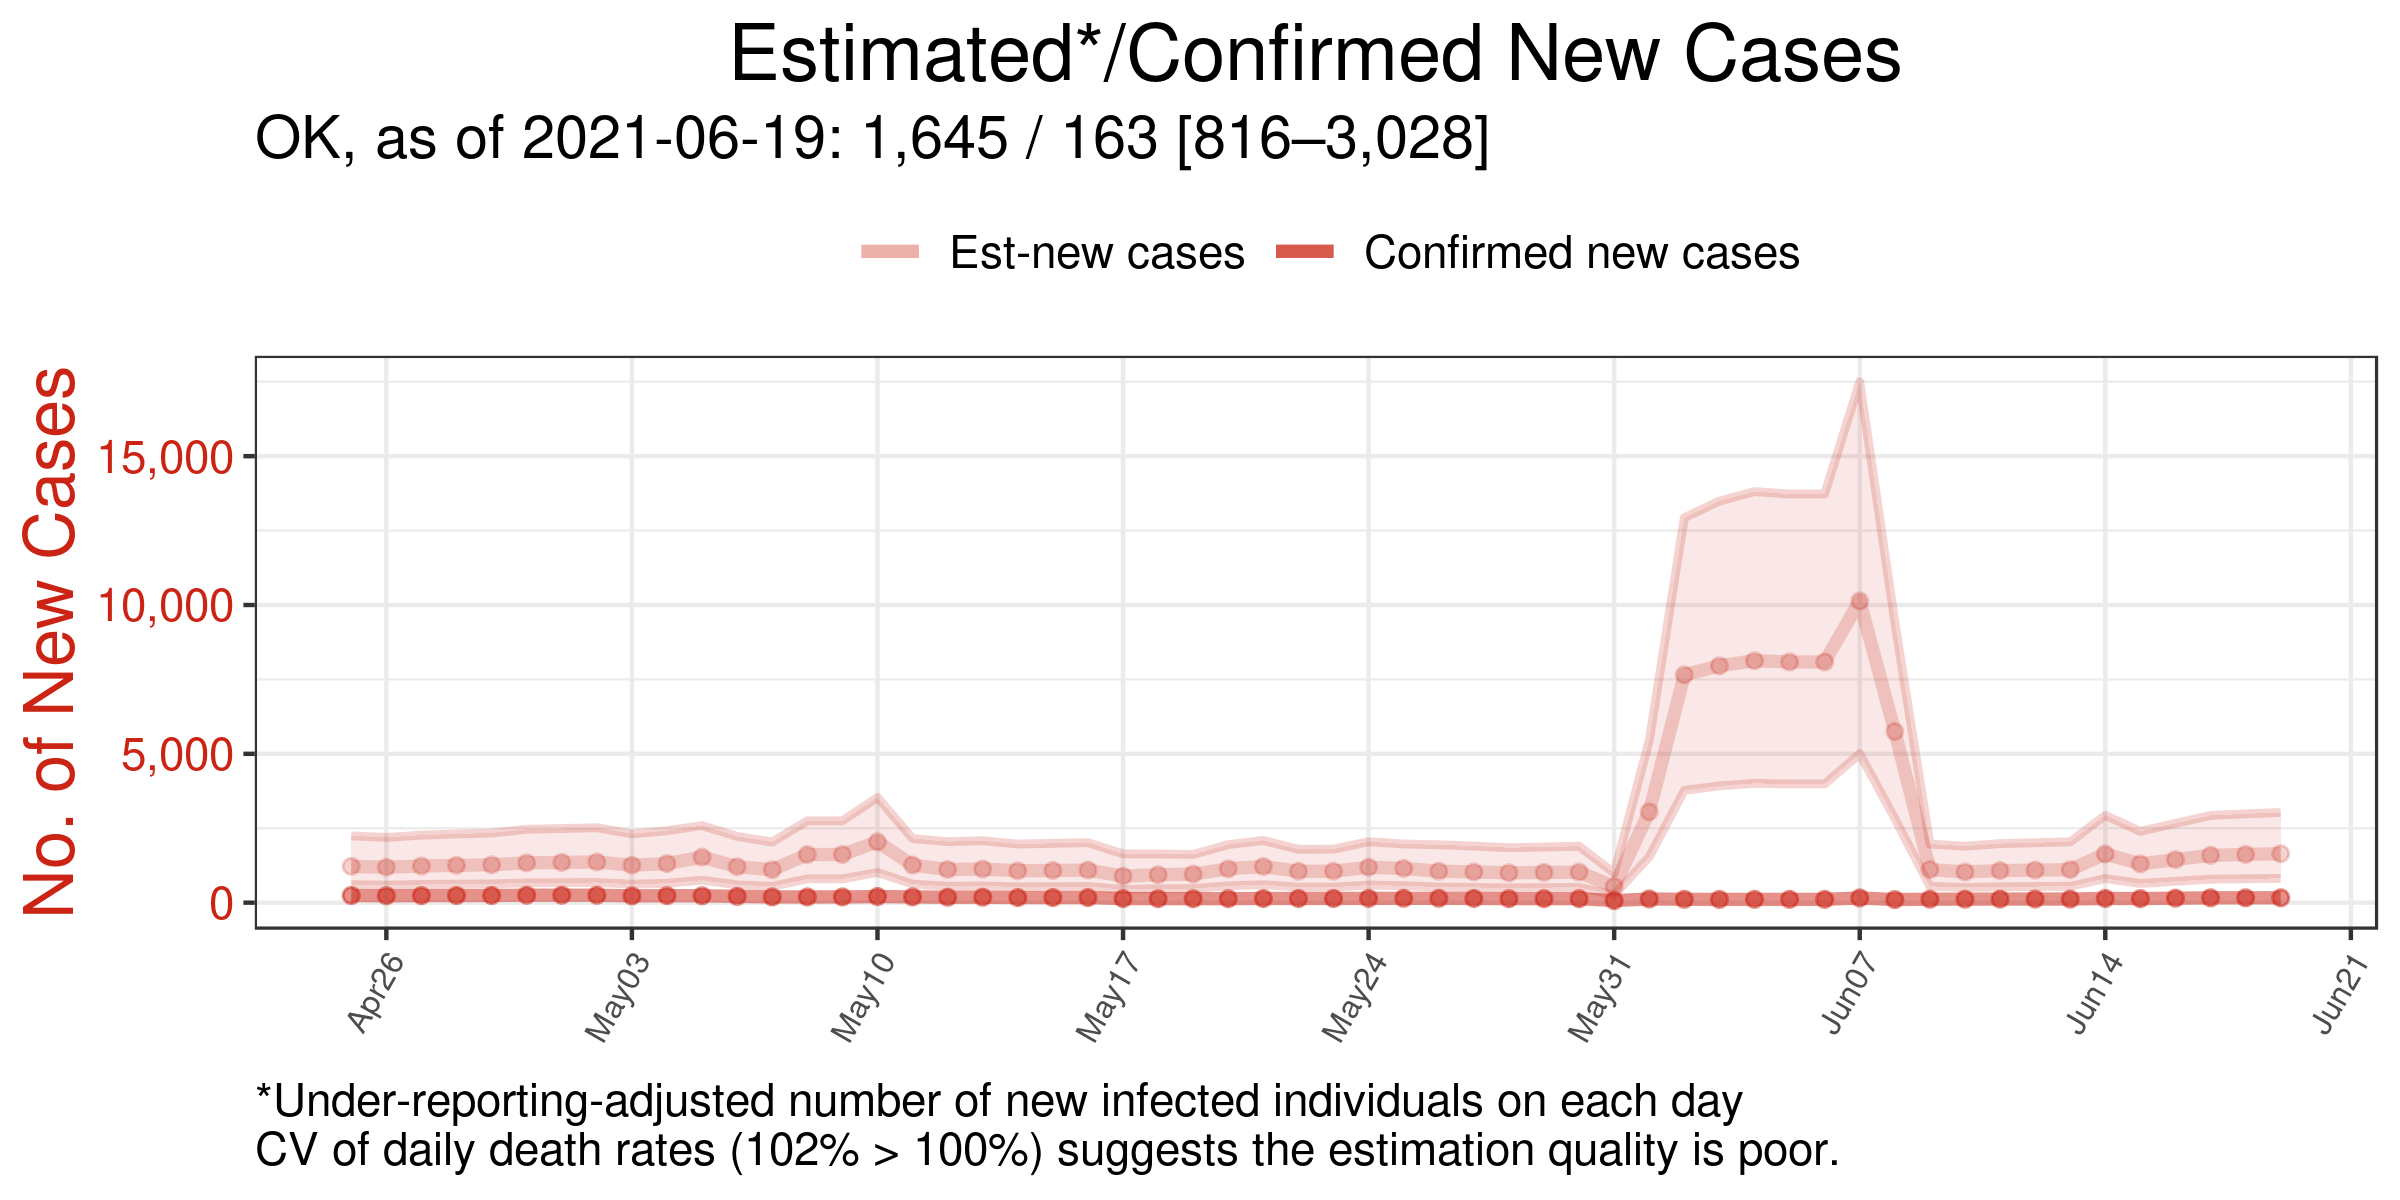 Estimated*/Confirmed New Cases
OK, as of 2021-06-19: 1,645 / 163 [816–3,028]
Est-new cases Confirmed new cases
No. of New Cases
15,000
10,000
5,000
0
Apr26 May03 May10 May17 May24 May31 Jun07 Jun14 Jun21
*Under-reporting-adjusted number of new infected individuals on each day
CV of daily death rates (102% > 100%) suggests the estimation quality is poor.